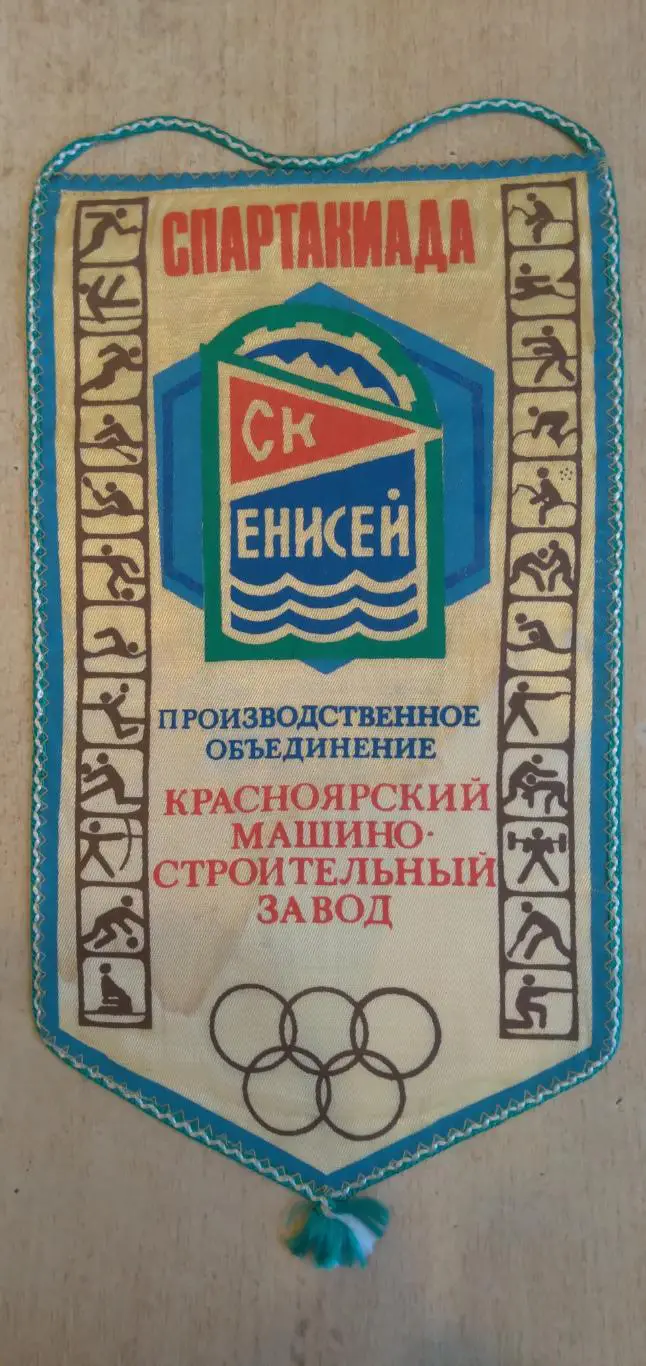 СПАРТАКИАДА
СК
ЕНИСЕЙ
ПРОИЗВОДСТВЕННОЕ
ОБЪЕДИНЕНИЕ
КРАСНОЯРСКИЙ
МАШИНО-
СТРОИТЕЛЬНЫЙ
ЗАВОД